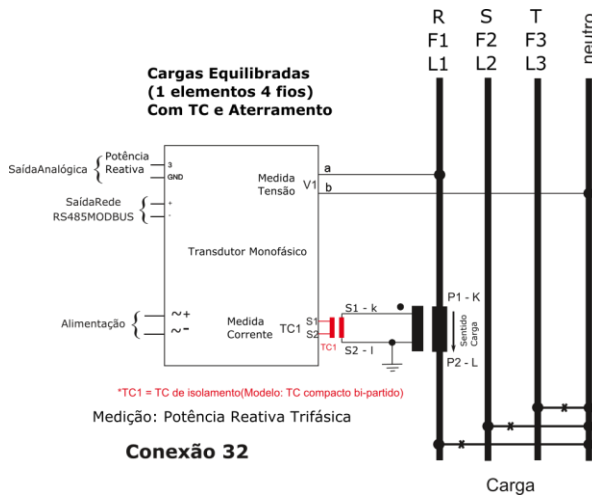 R S T neutro
F1 F2 F3
L1 L2 L3
Cargas Equilibradas
(1 elementos 4 fios)
Com TC e Aterramento
SaídaAnalógica
Potência
Reativa
3
GND
Medida
Tensão
V1
a
b
SaídaRede
RS485MODBUS
+
-
Transdutor Monofásico
Alimentação
~+
~-
Medida
Corrente
TC1
S1
S2
TC1
S1 - k
S2 - l
P1 - K
Sentido
Carga
P2 - L
*TC1 = TC de isolamento(Modelo: TC compacto bi-partido)
Medição: Potência Reativa Trifásica
Conexão 32
Carga